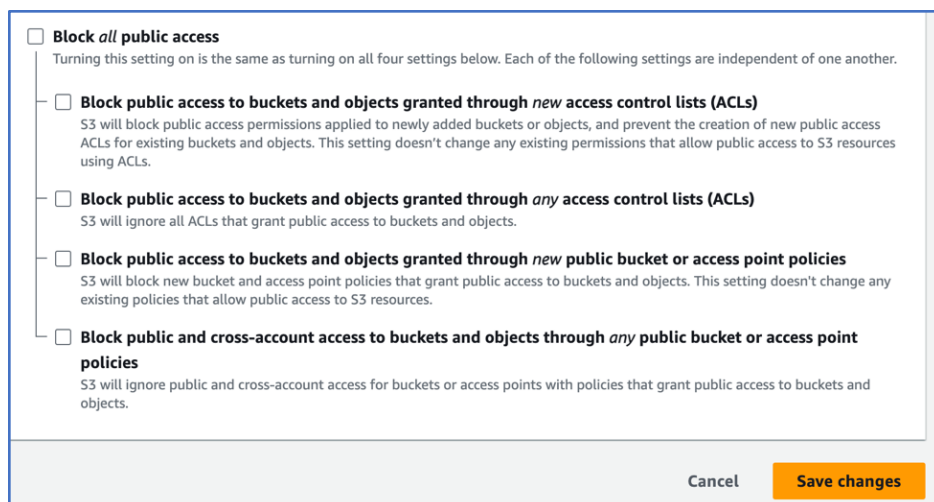 Block all public access
Turning this setting on is the same as turning on all four settings below. Each of the following settings are independent of one another.
Block public access to buckets and objects granted through new access control lists (ACLs)
S3 will block public access permissions applied to newly added buckets or objects, and prevent the creation of new public access
ACLs for existing buckets and objects. This setting doesn't change any existing permissions that allow public access to S3 resources
using ACLs.
Block public access to buckets and objects granted through any access control lists (ACLs)
S3 will ignore all ACLs that grant public access to buckets and objects.
Block public access to buckets and objects granted through new public bucket or access point policies
S3 will block new bucket and access point policies that grant public access to buckets and objects. This setting doesn't change any
existing policies that allow public access to S3 resources.
Block public and cross-account access to buckets and objects through any public bucket or access point
policies
S3 will ignore public and cross-account access for buckets or access points with policies that grant public access to buckets and
objects.
Cancel Save changes